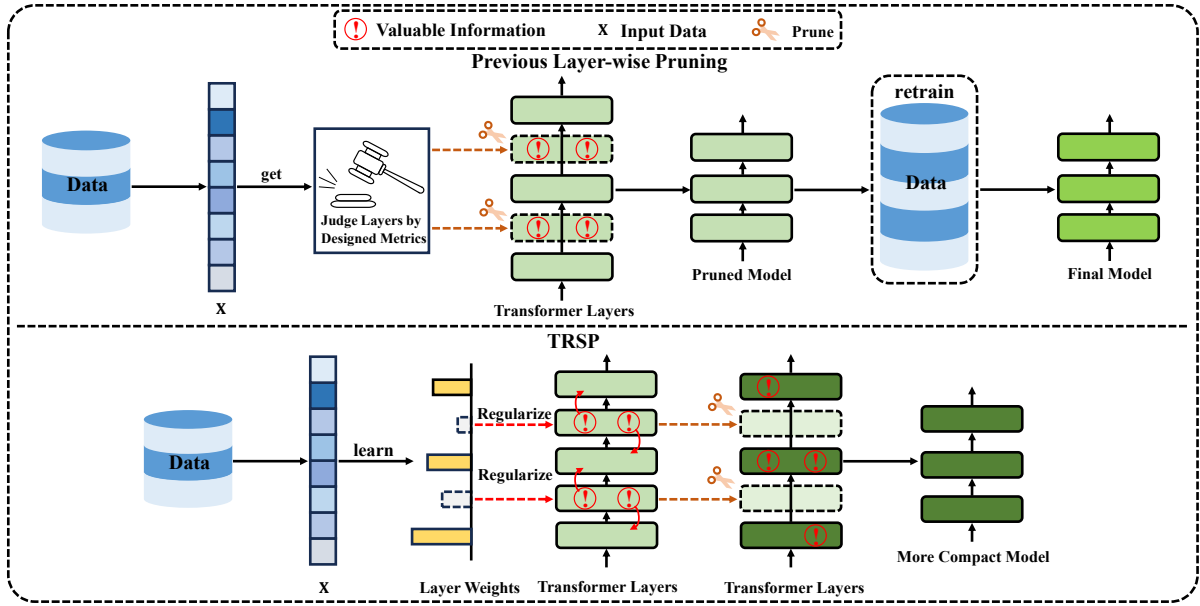 Valuable Information
X Input Data
Prune
Previous Layer-wise Pruning
Data
X
get
Judge Layers by
Designed Metrics
Transformer Layers
Pruned Model
retrain
Data
Final Model
TRSP
Data
X
learn
Layer Weights
Regularize
Regularize
Transformer Layers
Transformer Layers
More Compact Model